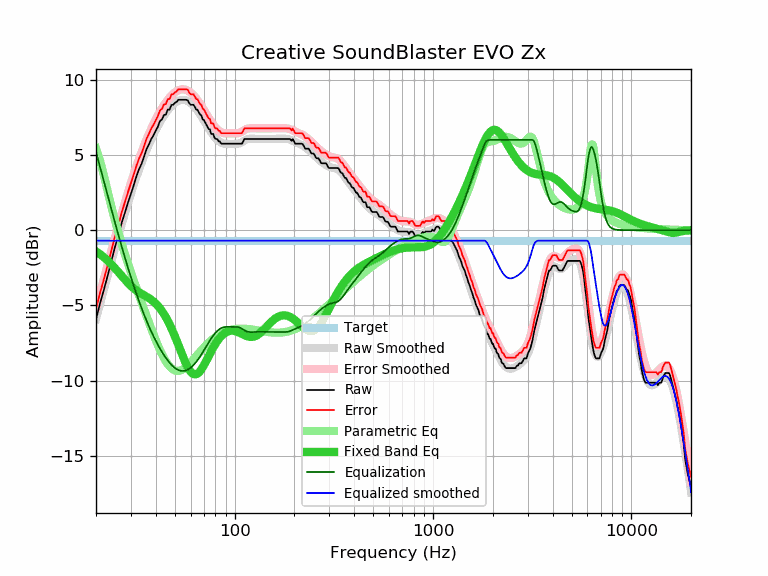 Creative SoundBlaster EVO Zx
10
5
0
−5
−10
−15
Amplitude (dBr)
Target
Raw Smoothed
Error Smoothed
Raw
Error
Parametric Eq
Fixed Band Eq
Equalization
Equalized smoothed
100
1000
10000
Frequency (Hz)